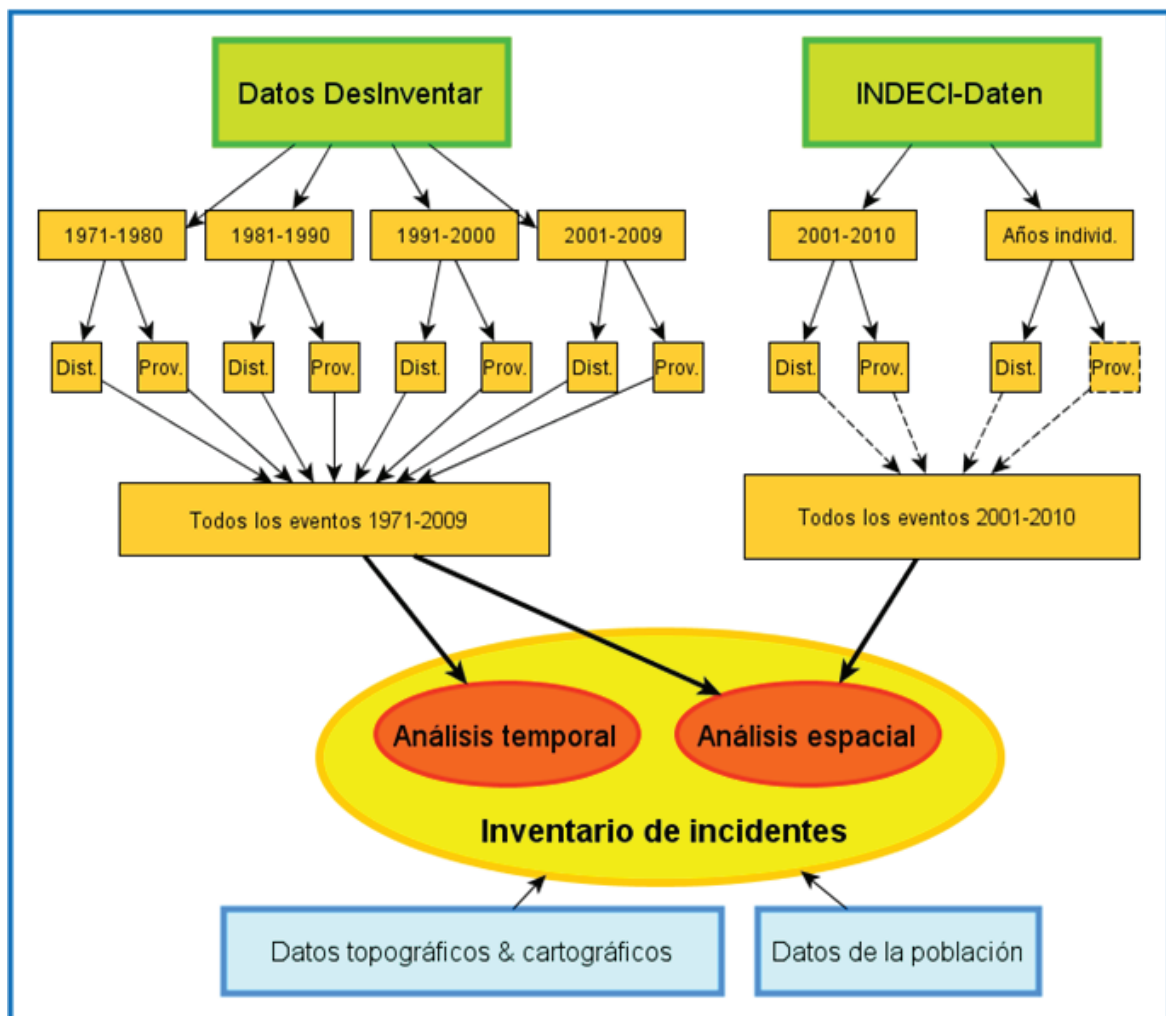 Datos DesInventar
INDECI-Daten
1971-1980
1981-1990
1991-2000
2001-2009
2001-2010
Años individ.
Dist.
Prov.
Dist.
Prov.
Dist.
Prov.
Dist.
Prov.
Dist.
Prov.
Dist.
Prov.
Todos los eventos 1971-2009
Todos los eventos 2001-2010
Análisis temporal
Análisis espacial
Inventario de incidentes
Datos topográficos & cartográficos
Datos de la población